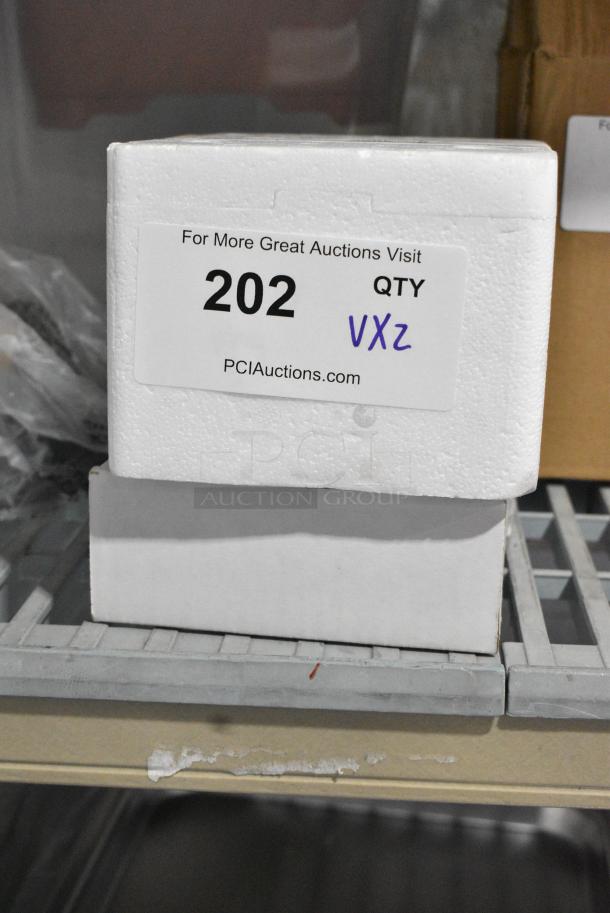 For More Great Auctions Visit
202
QTY
VX2
PCIAuctions.com
PCI
AUCTION GROUP